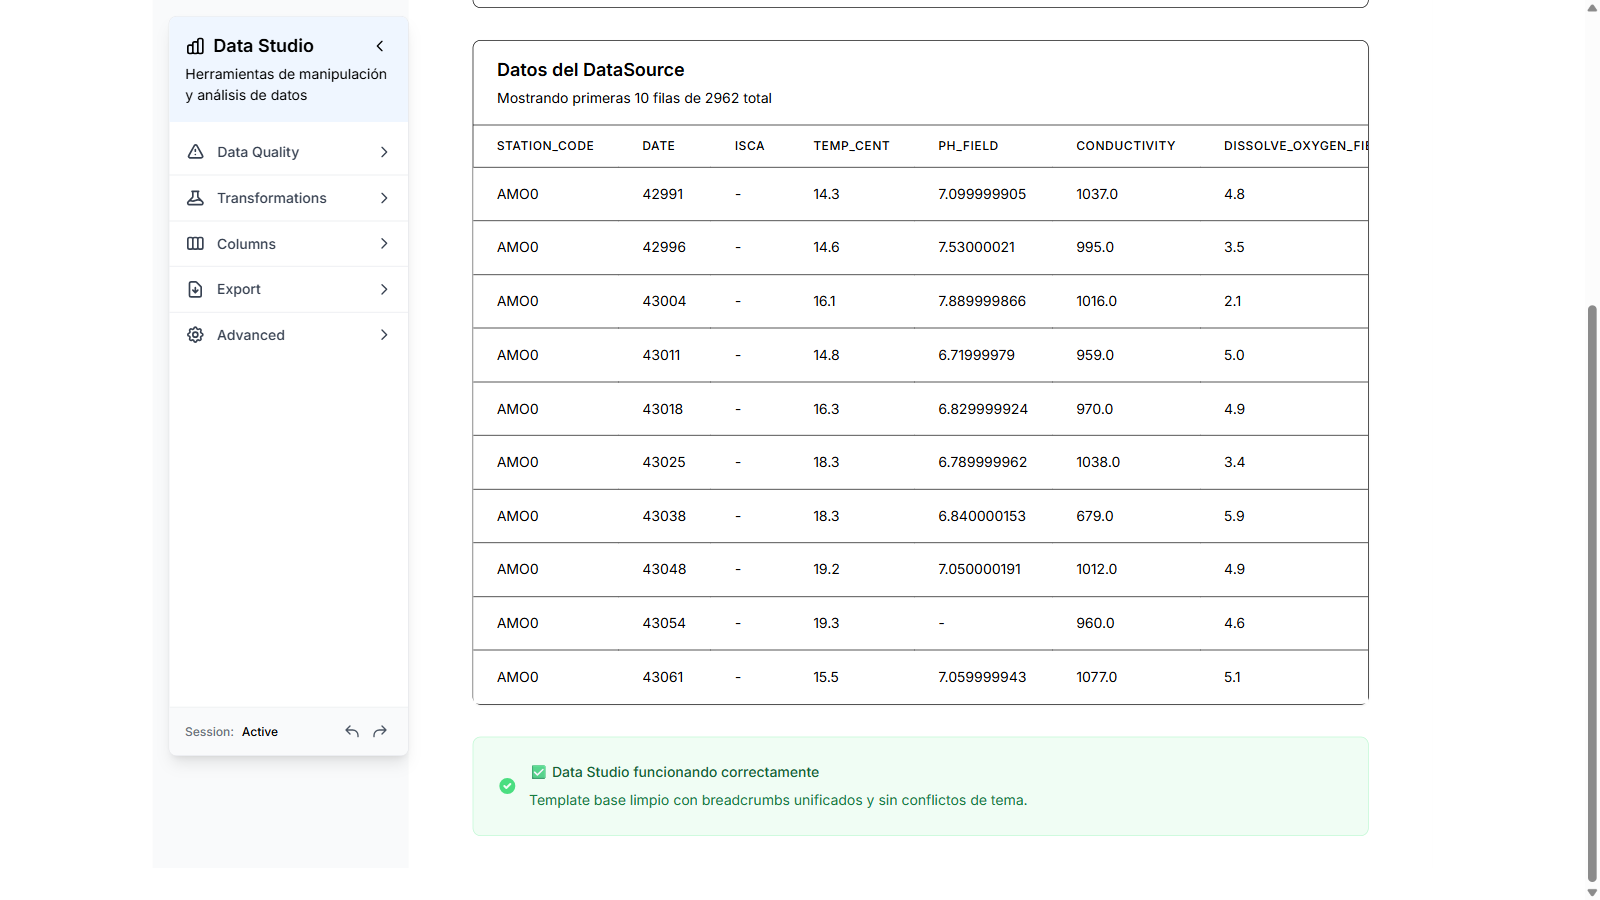 Data Studio
Herramientas de manipulación
y análisis de datos
Data Quality
Transformations
Columns
Export
Advanced
Session: Active
Datos del DataSource
Mostrando primeras 10 filas de 2962 total
STATION_CODE DATE ISCA TEMP_CENT PH_FIELD CONDUCTIVITY DISSOLVE_OXYGEN_FIE
AMO0 42991 - 14.3 7.099999905 1037.0 4.8
AMO0 42996 - 14.6 7.53000021 995.0 3.5
AMO0 43004 - 16.1 7.889999866 1016.0 2.1
AMO0 43011 - 14.8 6.71999979 959.0 5.0
AMO0 43018 - 16.3 6.829999924 970.0 4.9
AMO0 43025 - 18.3 6.789999962 1038.0 3.4
AMO0 43038 - 18.3 6.840000153 679.0 5.9
AMO0 43048 - 19.2 7.050000191 1012.0 4.9
AMO0 43054 - 19.3 - 960.0 4.6
AMO0 43061 - 15.5 7.059999943 1077.0 5.1
✅ Data Studio funcionando correctamente
Template base limpio con breadcrumbs unificados y sin conflictos de tema.